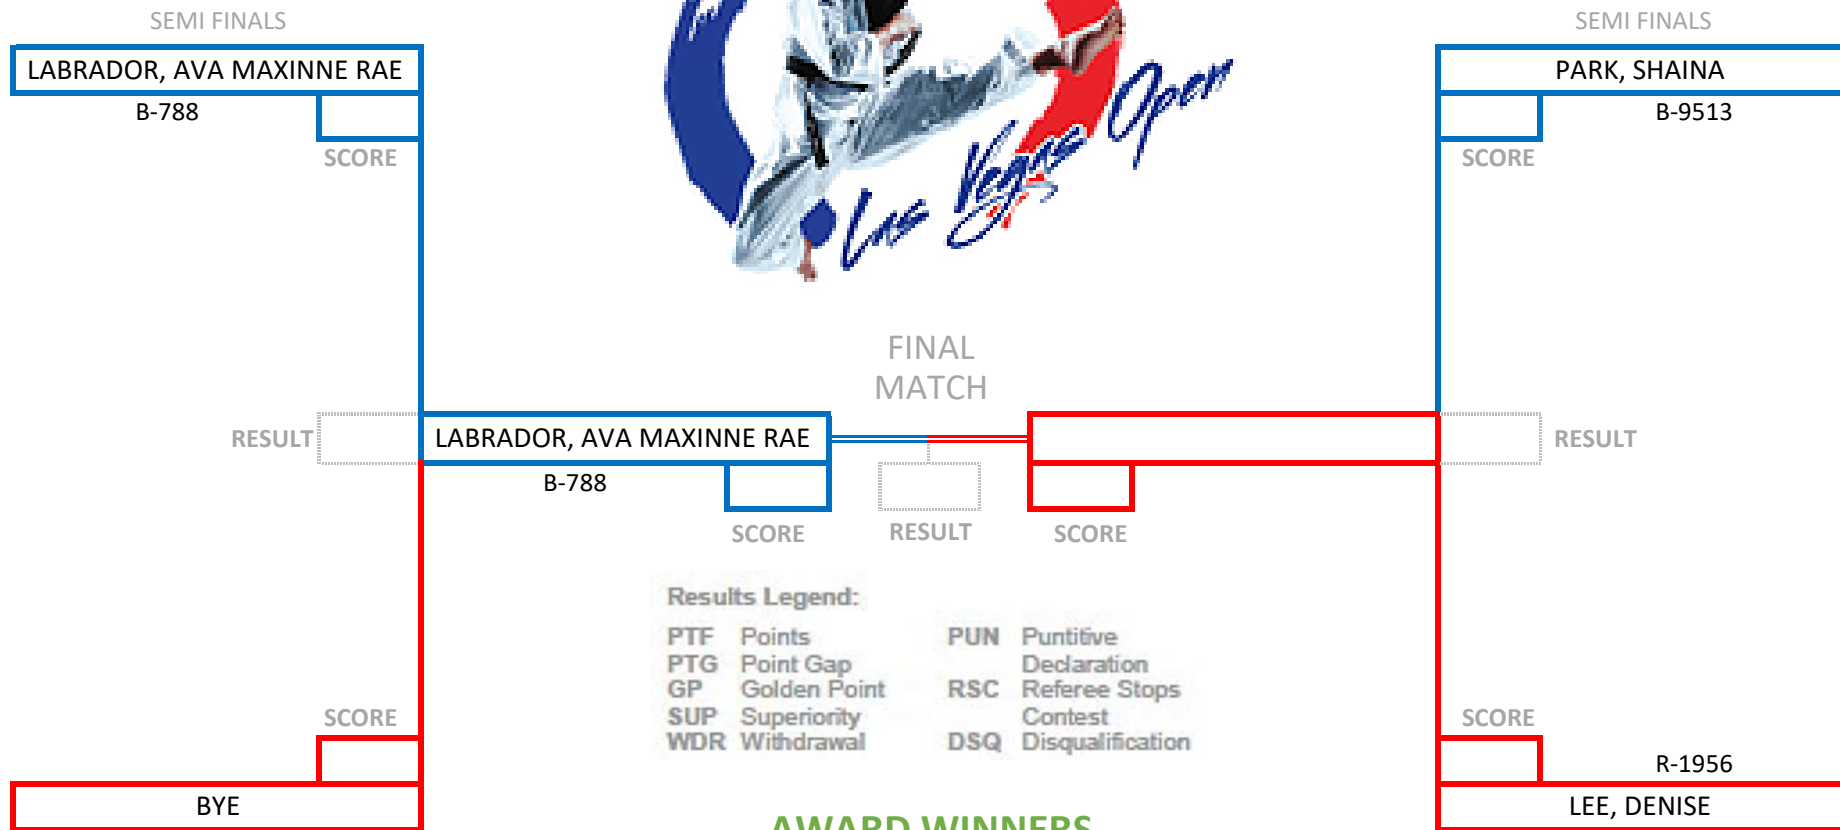 SEMI FINALS
SEMI FINALS
LABRADOR, AVA MAXINNE RAE
PARK, SHAINA
B-788
B-9513
SCORE
SCORE
Las Vegas Open
FINAL
MATCH
RESULT
LABRADOR, AVA MAXINNE RAE
RESULT
B-788
SCORE
RESULT
SCORE
Results Legend:
PTF Points
PTG Point Gap
GP Golden Point
SUP Superiority
WDR Withdrawal
PUN Puntitive
Declaration
RSC Referee Stops
Contest
DSQ Disqualification
SCORE
SCORE
R-1956
BYE
LEE, DENISE
AWARD WINNERS